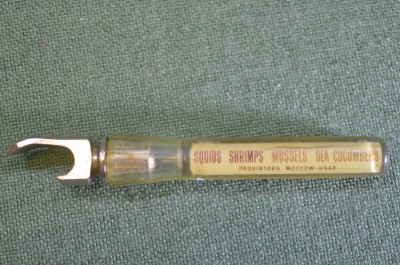 SQUIDS SHRIMPS MUSSELS SEA CUCUMBERS
PRODINTORG MOSCOW USSR